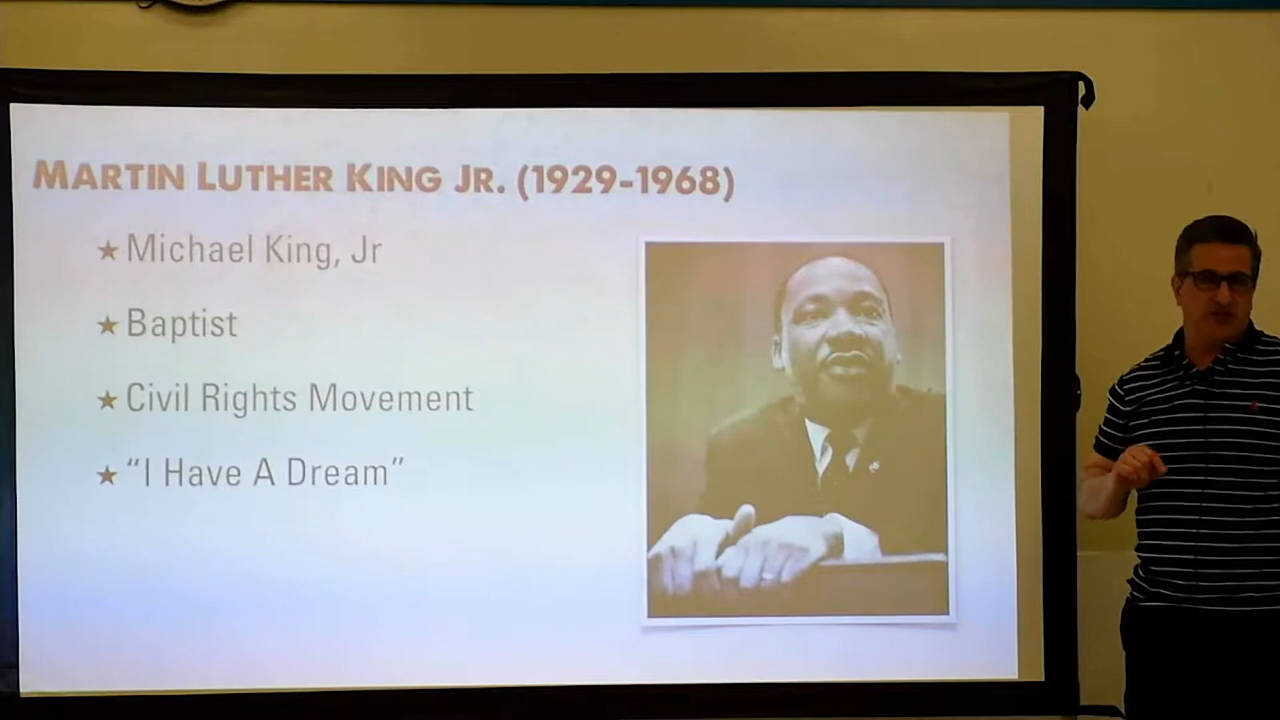 MARTIN LUTHER KING JR. (1929-1968)
★ Michael King, Jr
★ Baptist
★ Civil Rights Movement
★ “I Have A Dream”